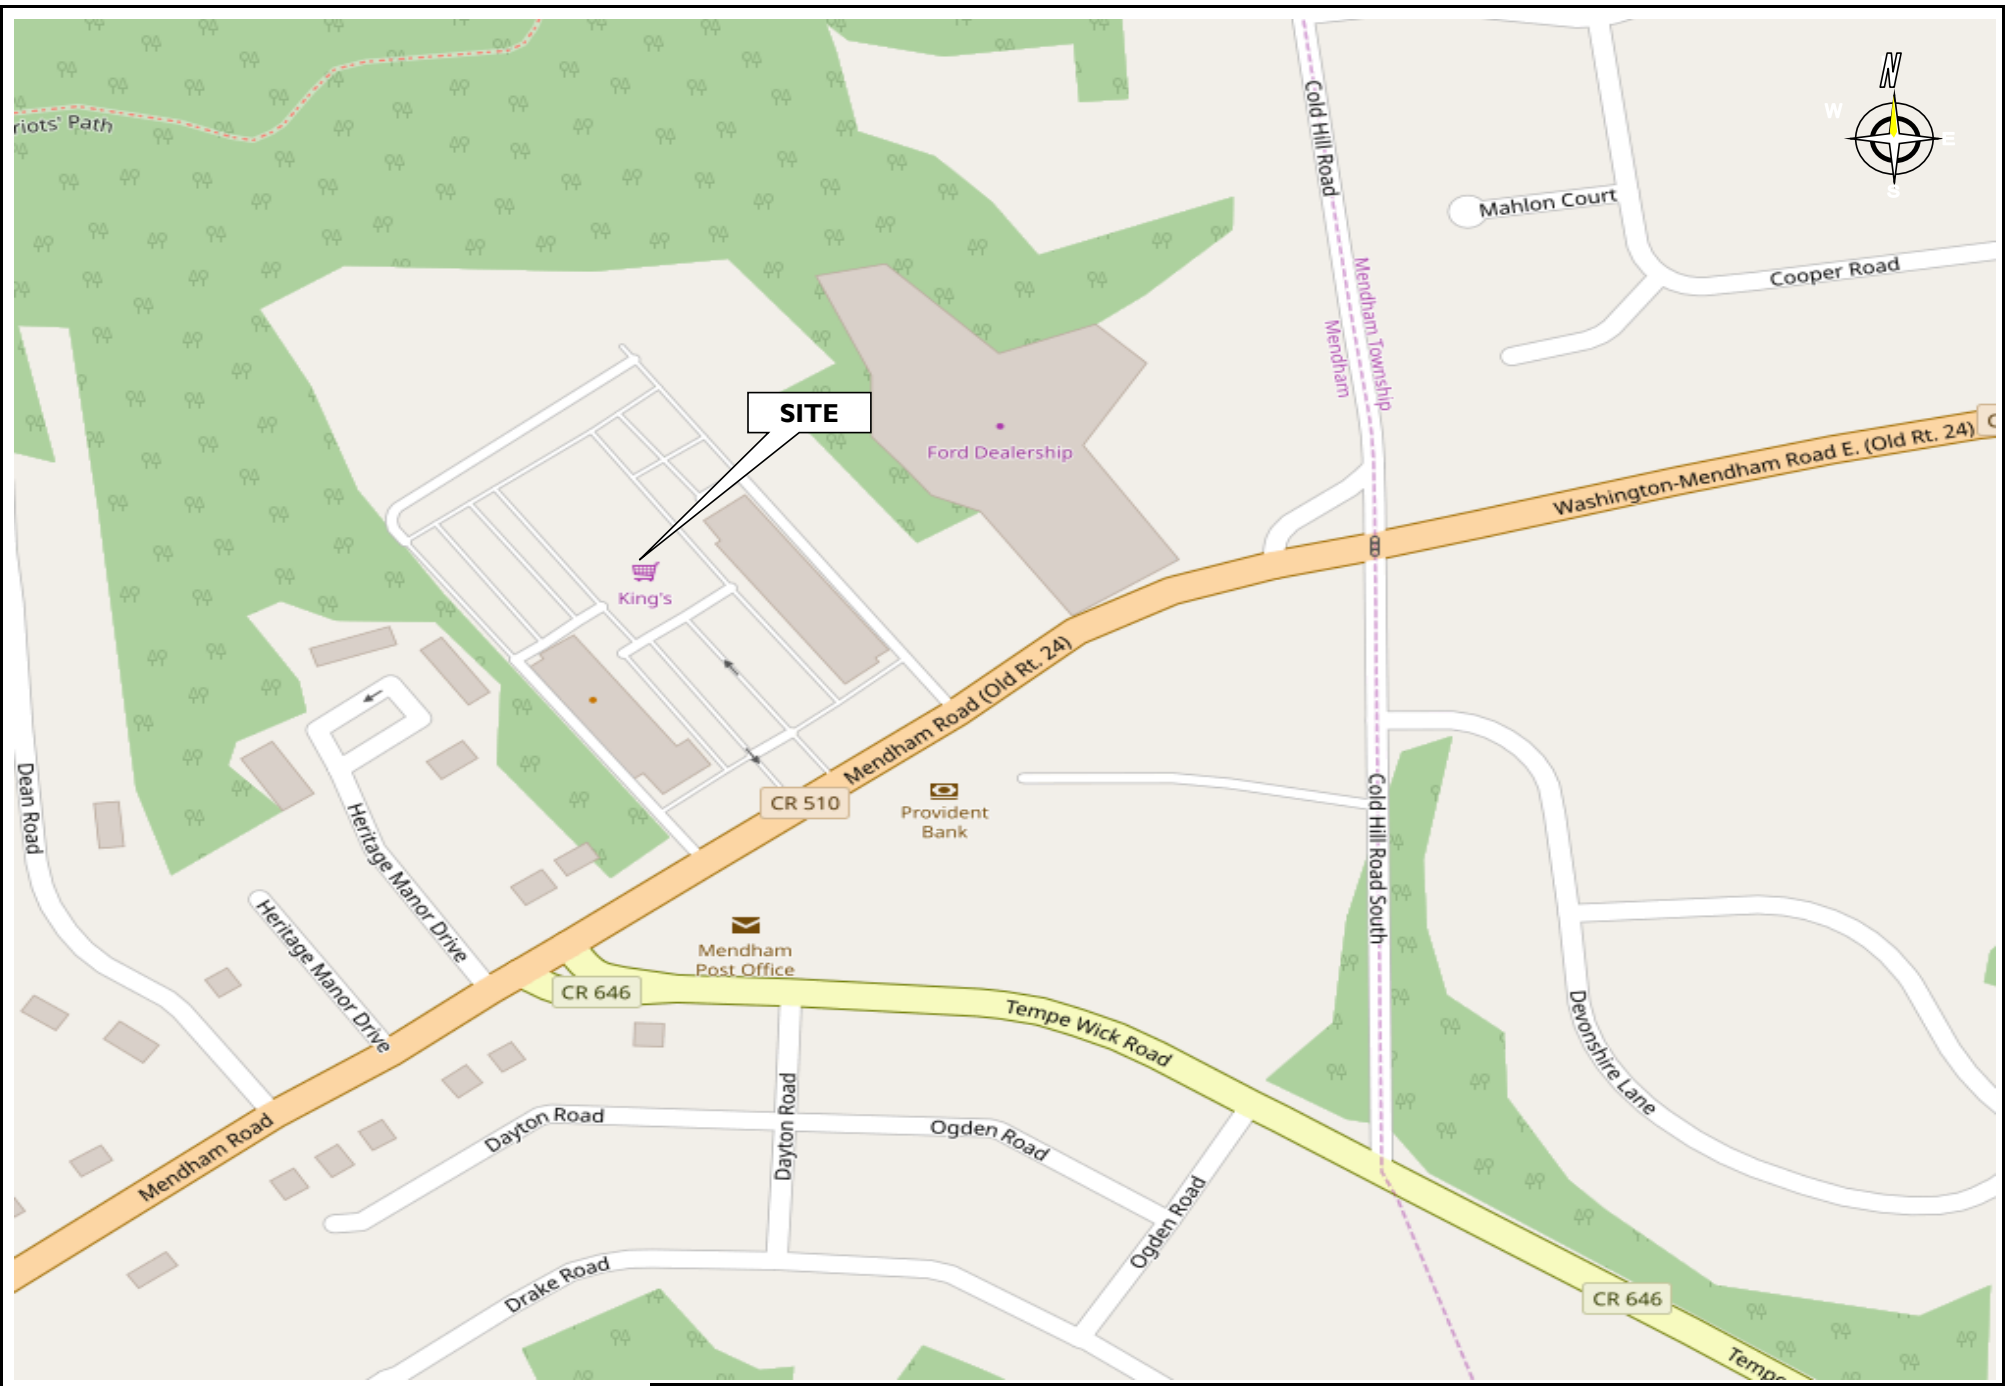 N
W
E
S
riots' Path
Cold Hill Road
Mahlon Court
Cooper Road
Mendham Township
Mendham
SITE
Ford Dealership
Washington-Mendham Road E. (Old Rt. 24)
C
King's
Mendham Road (Old Rt. 24)
CR 510
Provident
Bank
Cold Hill Road South
Dean Road
Heritage Manor Drive
Heritage Manor Drive
Mendham
Post Office
CR 646
Tempe Wick Road
Devonshire Lane
Dayton Road
Dayton Road
Ogden Road
Ogden Road
Mendham Road
Drake Road
CR 646
Tempe